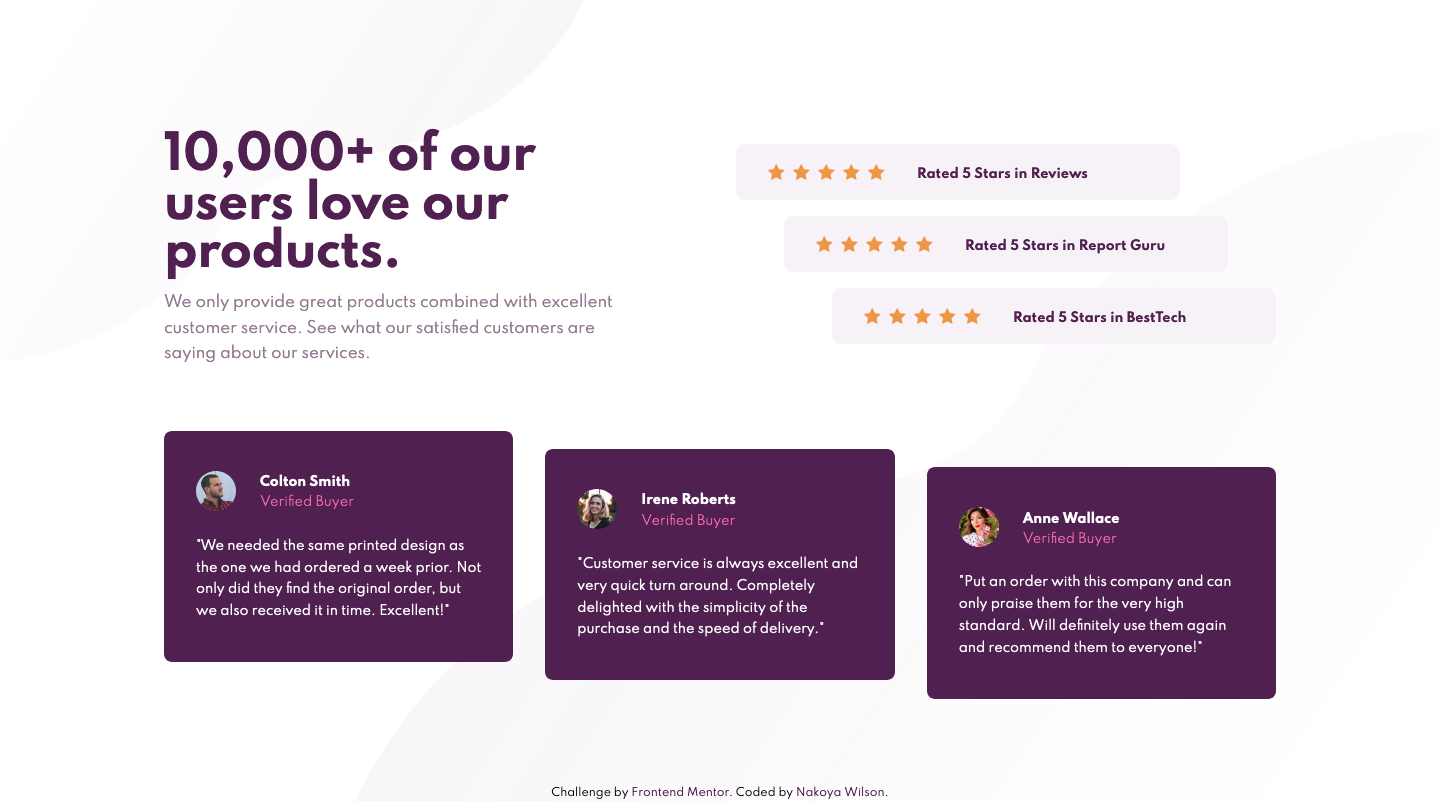 10,000+ of our
users love our
products.
We only provide great products combined with excellent
customer service. See what our satisfied customers are
saying about our services.
Rated 5 Stars in Reviews
Rated 5 Stars in Report Guru
Rated 5 Stars in BestTech
Colton Smith
Verified Buyer
"We needed the same printed design as
the one we had ordered a week prior. Not
only did they find the original order, but
we also received it in time. Excellent!"
Irene Roberts
Verified Buyer
"Customer service is always excellent and
very quick turn around. Completely
delighted with the simplicity of the
purchase and the speed of delivery."
Anne Wallace
Verified Buyer
"Put an order with this company and can
only praise them for the very high
standard. Will definitely use them again
and recommend them to everyone!"
Challenge by Frontend Mentor. Coded by Nakoya Wilson.